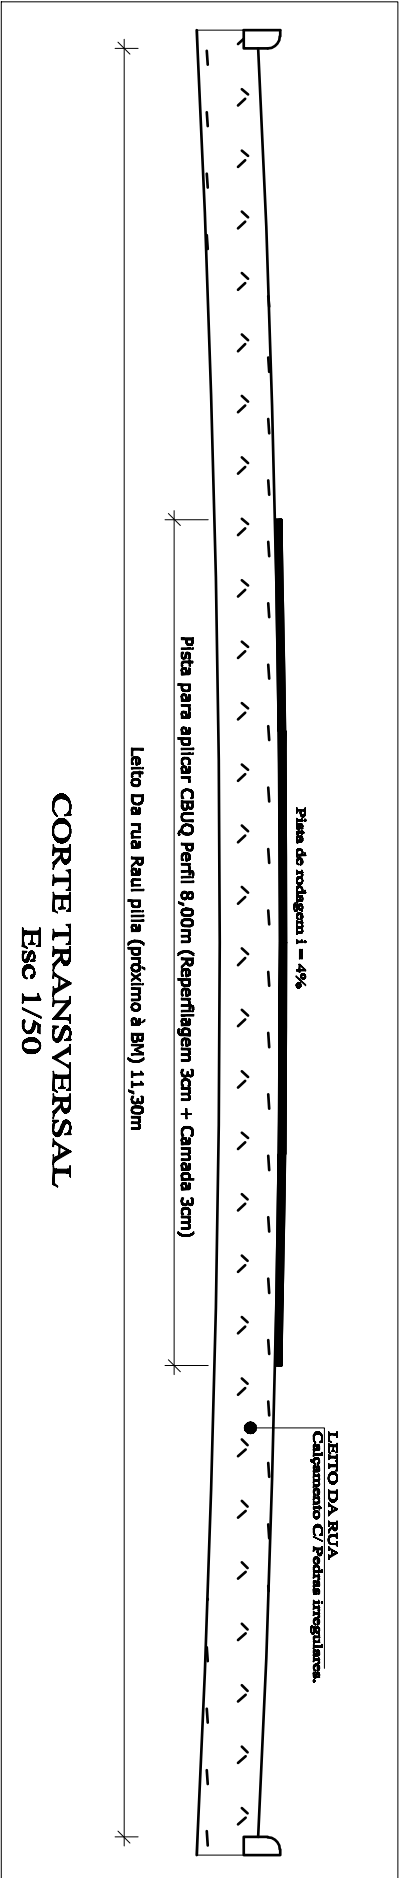 LEITO DA RUA
Calçamento C/ Pedras irregulares.
Pista de rodagem i = 4%
Pista para aplicar CBUQ Perfil 8,00m (Reperfilagem 3cm + Camada 3cm)
Leito Da rua Raul pilla (próximo à BM) 11,30m
CORTE TRANSVERSAL
Esc 1/50